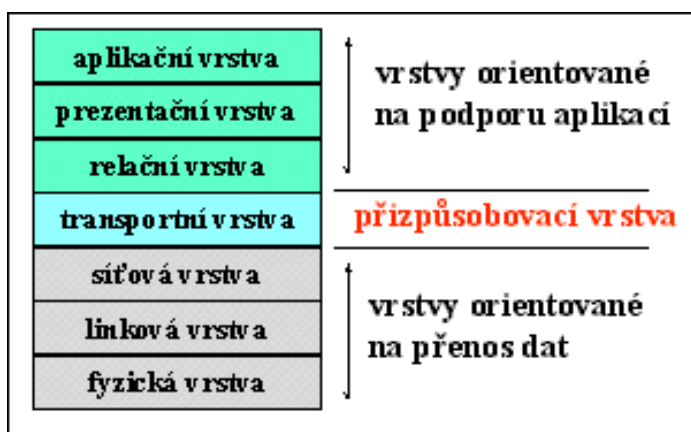 aplikační vrstva
prezentační vrstva
relační vrstva
transportní vrstva
síťová vrstva
linková vrstva
fyzická vrstva
vrstvy orientované
na podporu aplikací
přizpůsobovací vrstva
vrstvy orientované
na přenos dat